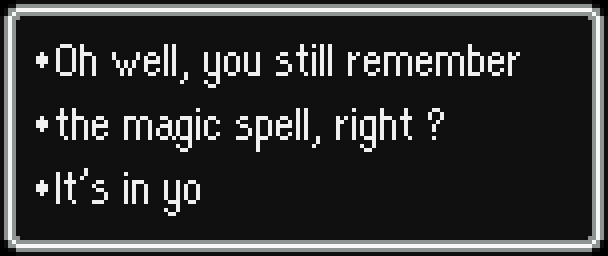 •Oh well, you still remember
•the magic spell, right ?
•It's in yo